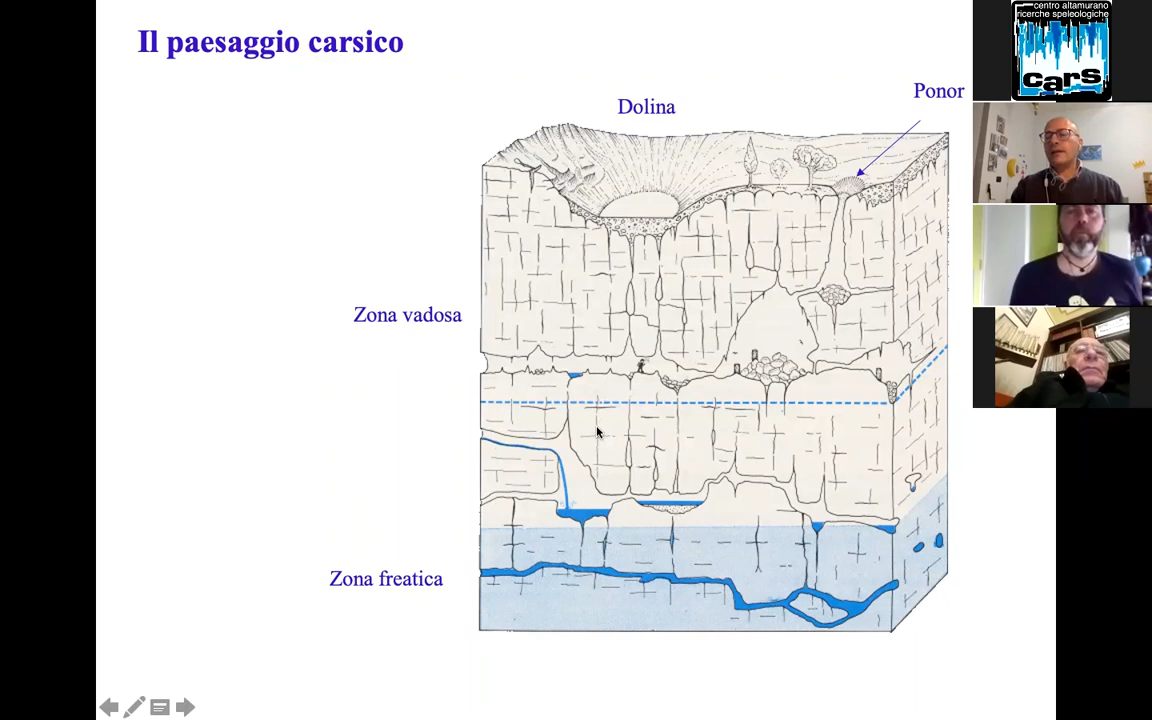 Il paesaggio carsico
centro altamurano
ricerche speleologiche
cars
Ponor
Dolina
Zona vadosa
Zona freatica